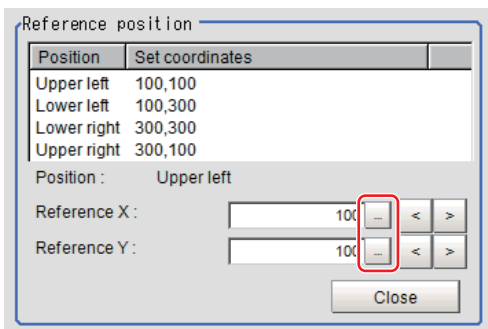 Reference position
Position Set coordinates
Upper left 100,100
Lower left 100,300
Lower right 300,300
Upper right 300,100
Position : Upper left
Reference X : 100 ... < >
Reference Y : 100 ... < >
Close